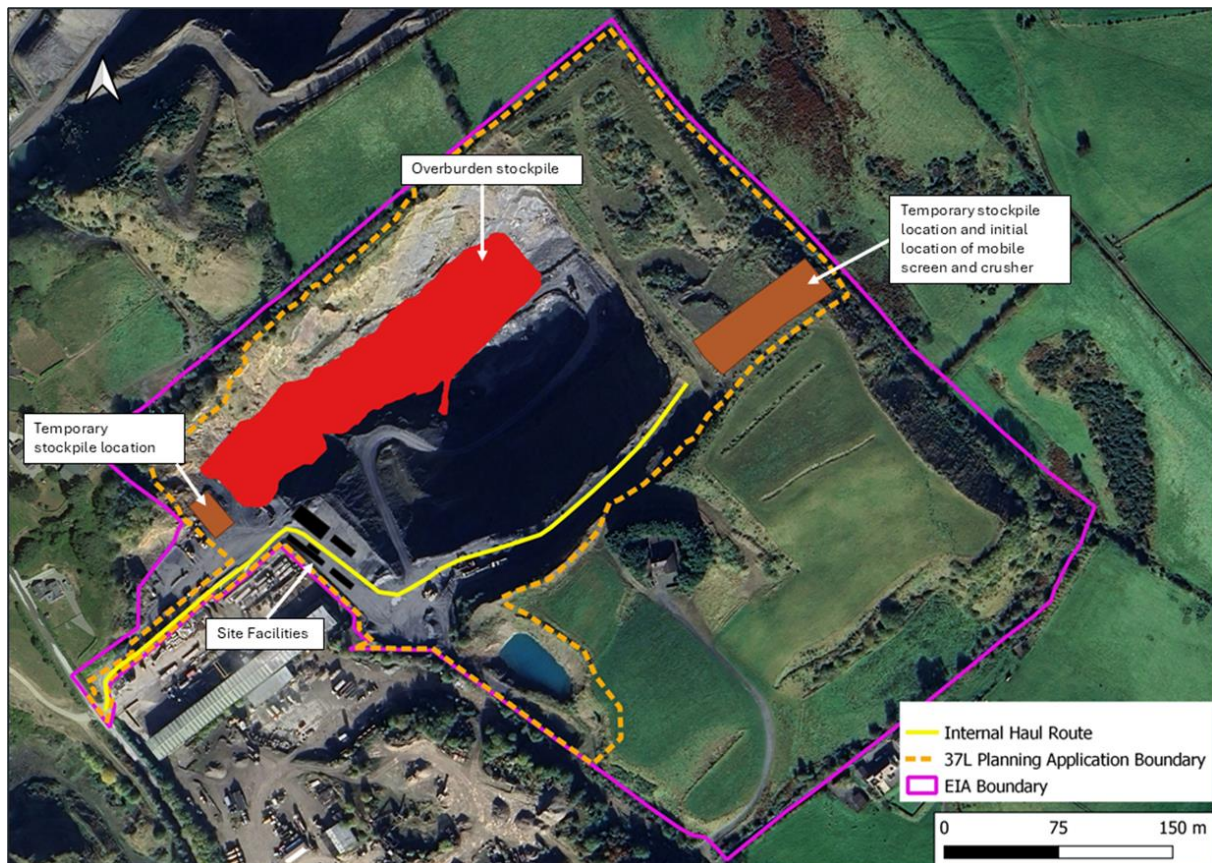 Overburden stockpile
Temporary stockpile
location and initial
location of mobile
screen and crusher
Temporary
stockpile location
Site Facilities
Internal Haul Route
37L Planning Application Boundary
EIA Boundary
0 75 150 m